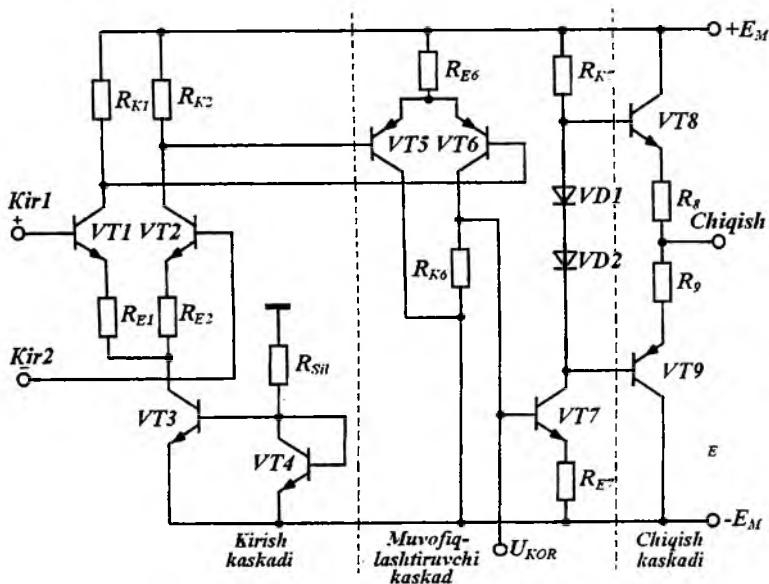 +E_M
R_K1
R_K2
R_E6
R_K7
VT8
VT5
VT6
Kir1
+
VT1
VT2
VD1
R_8
Chiqish
VD2
R_K6
R_9
R_E1
R_E2
Kir2
-
R_Sil
VT9
VT3
VT7
VT4
E
R_E7
-E_M
Kirish
kaskadi
Muvofiq-
lashtiruvchi
kaskad
U_KOR
Chiqish
kaskadi